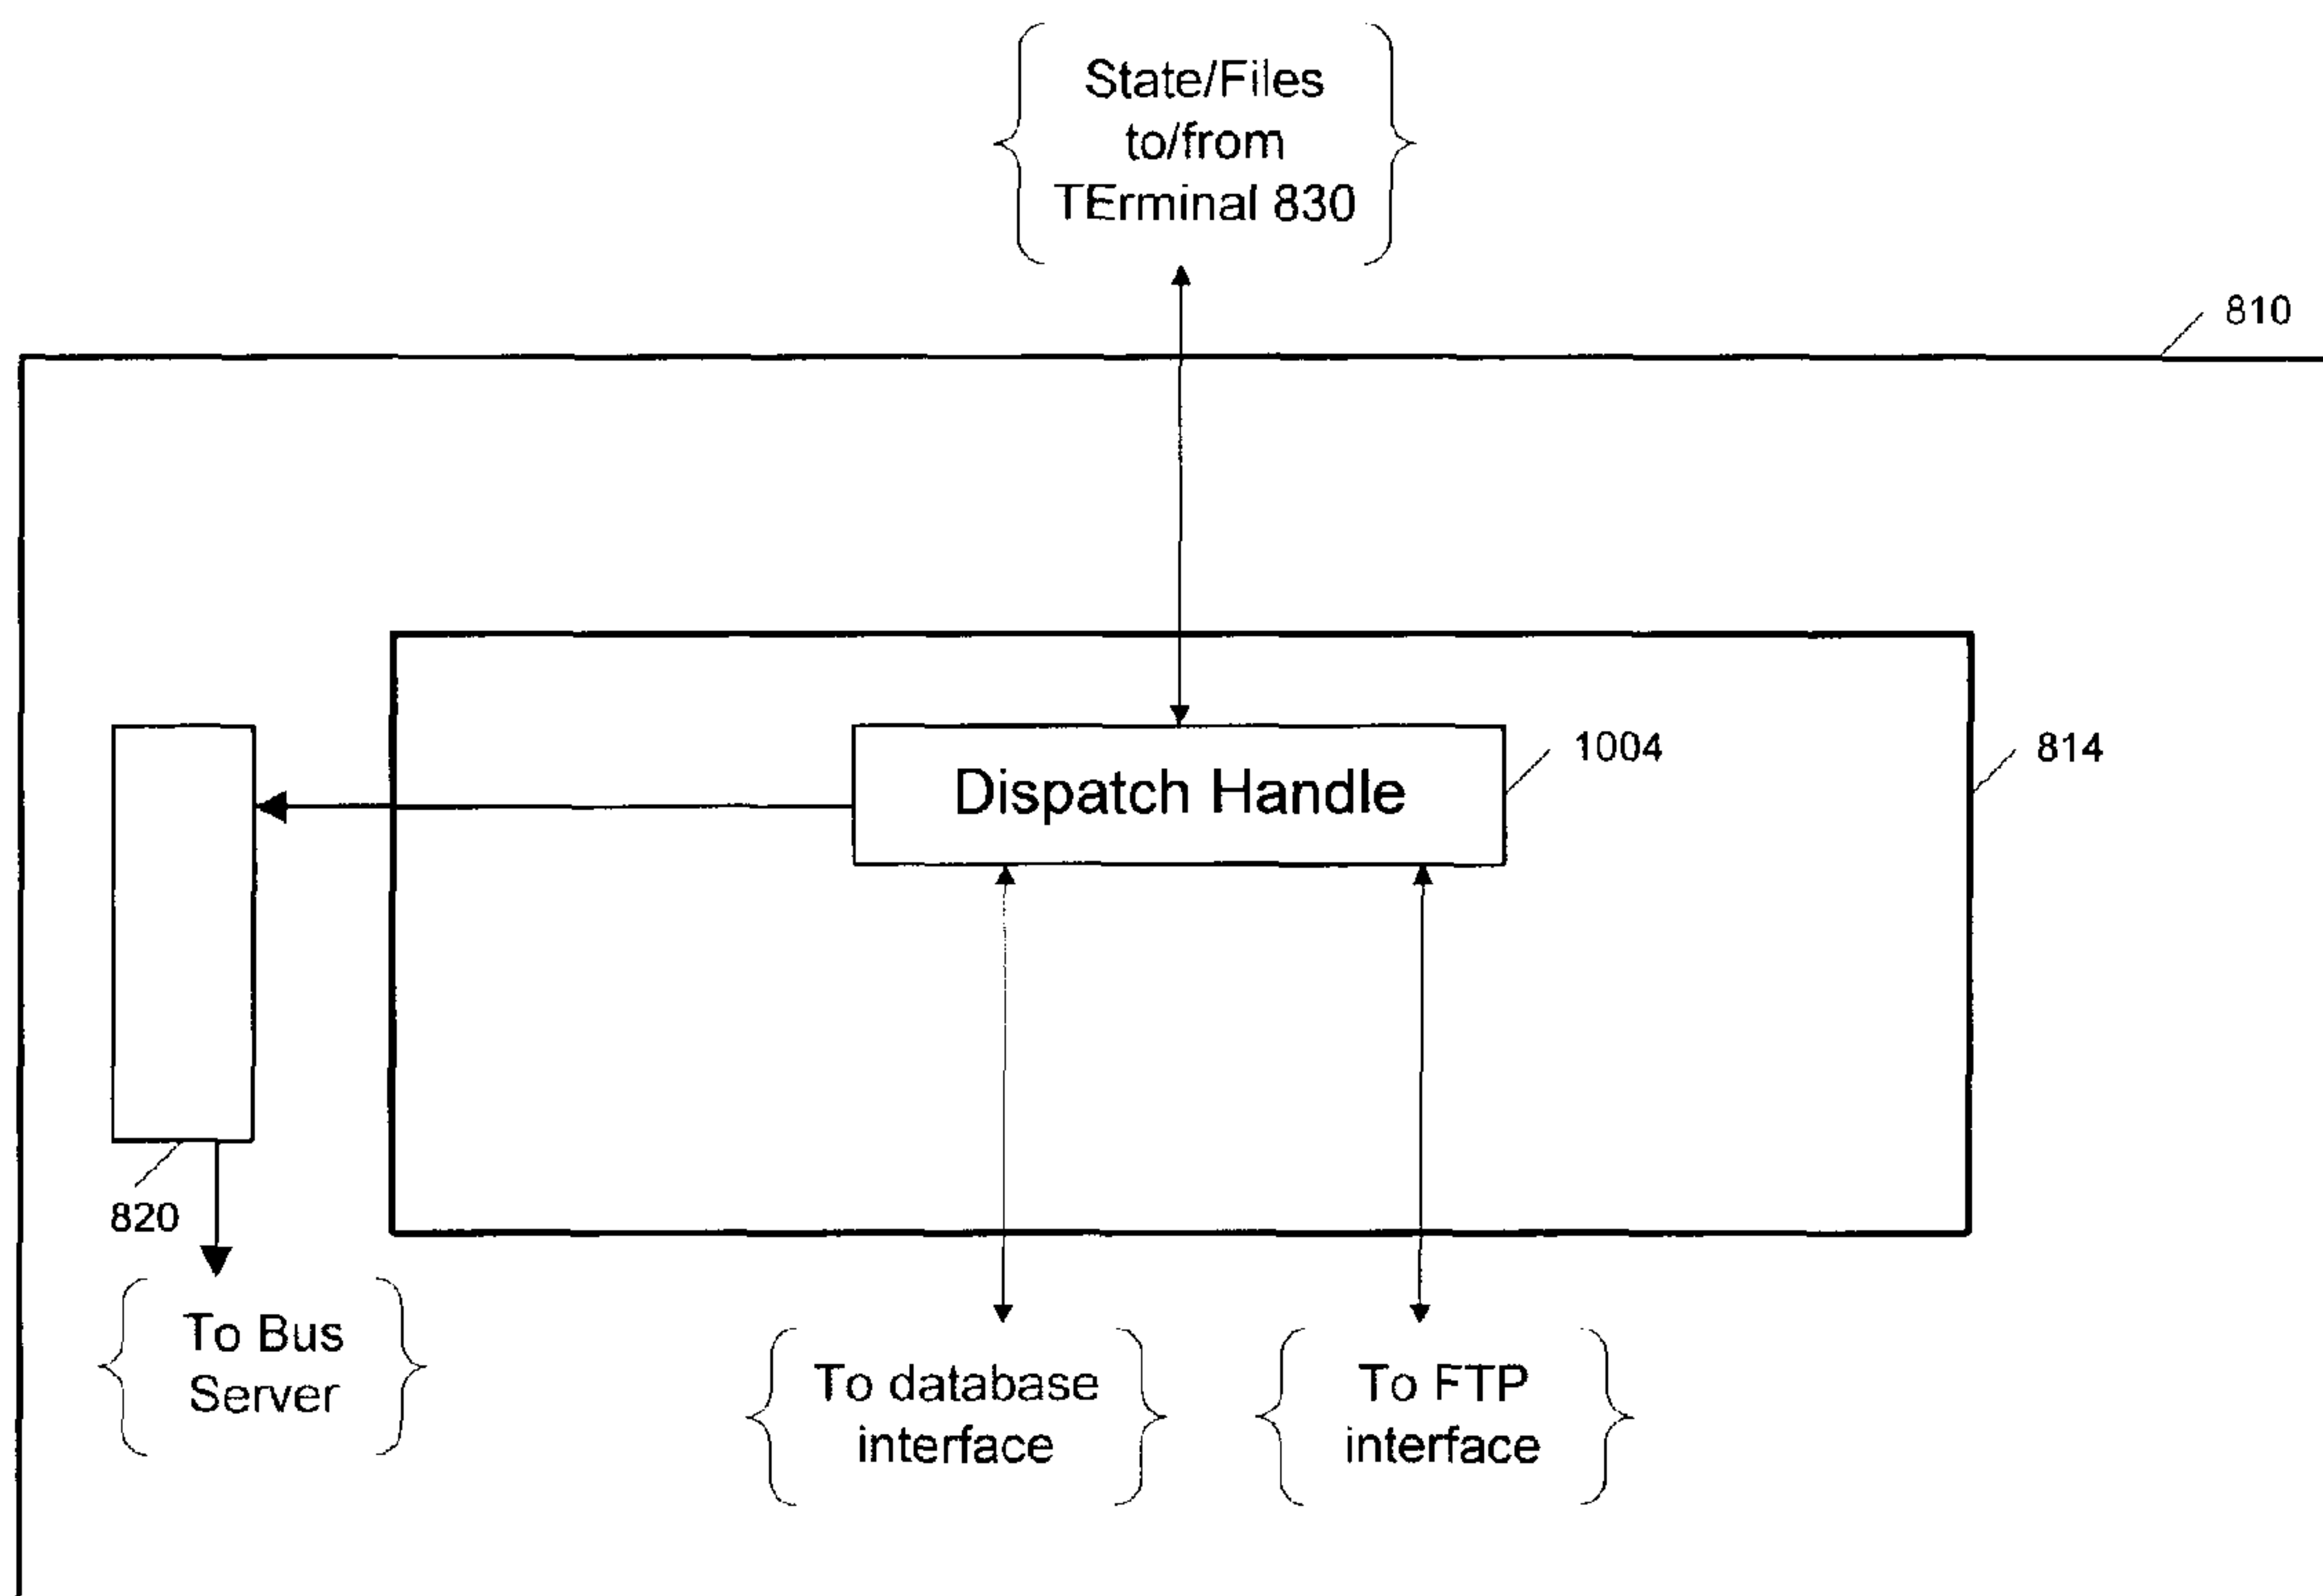 State/Files
to/from
TErminal 830
810
1004
814
Dispatch Handle
820
To Bus
Server
To database
interface
To FTP
interface